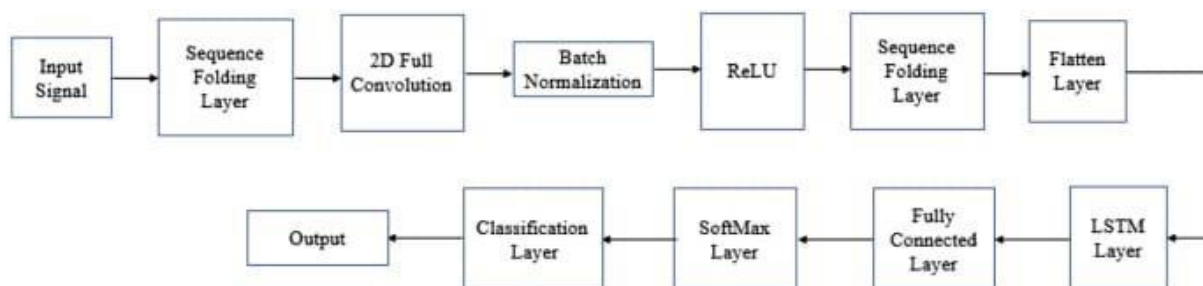 Input
Signal
Sequence
Folding
Layer
2D Full
Convolution
Batch
Normalization
ReLU
Sequence
Folding
Layer
Flatten
Layer
LSTM
Layer
Fully
Connected
Layer
SoftMax
Layer
Classification
Layer
Output